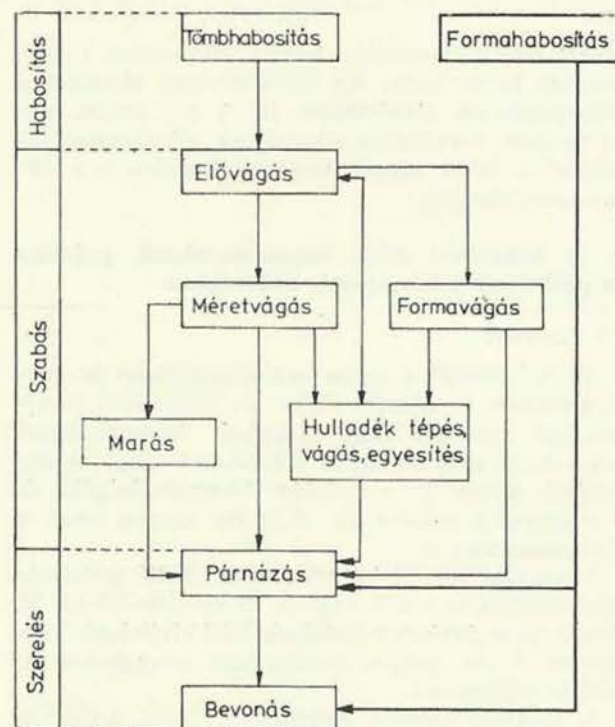 Habosítás
Tömbhabosítás
Formahabosítás
Szabás
Elővágás
Méretvágás
Formavágás
Marás
Hulladék tépés,
vágás, egyesítés
Szerelés
Párnázás
Bevonás